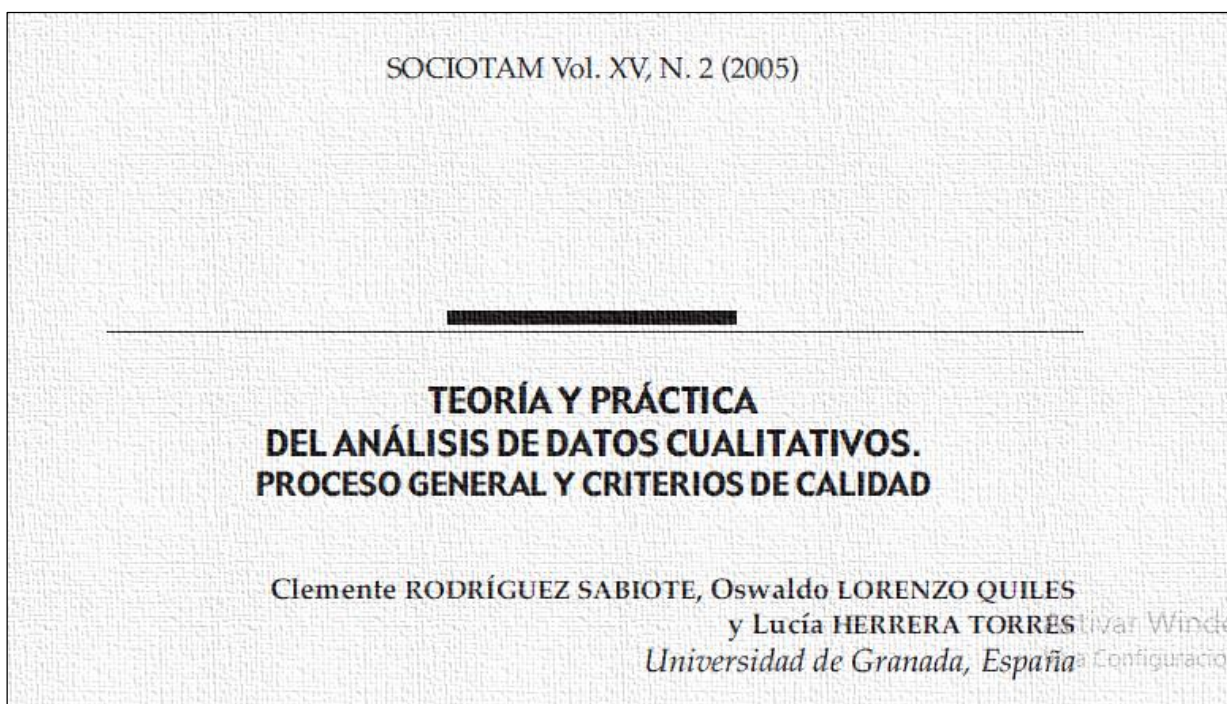 SOCIOTAM Vol. XV, N. 2 (2005)
TEORÍA Y PRÁCTICA
DEL ANÁLISIS DE DATOS CUALITATIVOS.
PROCESO GENERAL Y CRITERIOS DE CALIDAD
Clemente RODRÍGUEZ SABIOTE, Oswaldo LORENZO QUILES
y Lucía HERRERA TORRES
Universidad de Granada, España